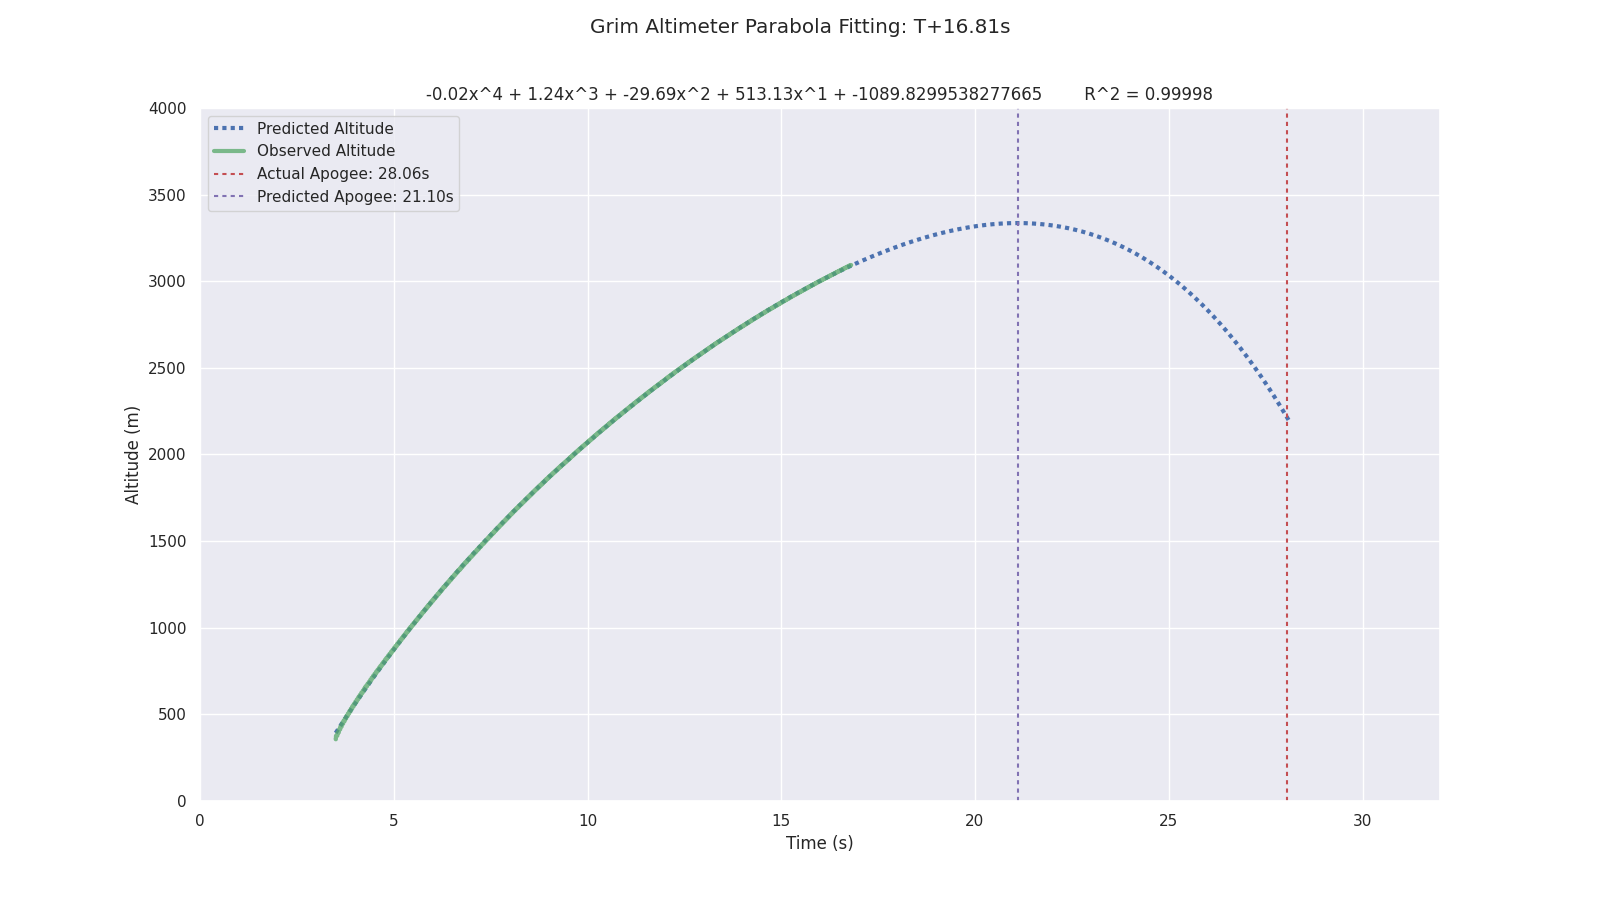 Grim Altimeter Parabola Fitting: T+16.81s
-0.02x^4 + 1.24x^3 + -29.69x^2 + 513.13x^1 + -1089.8299538277665 R^2 = 0.99998
Predicted Altitude
Observed Altitude
Actual Apogee: 28.06s
Predicted Apogee: 21.10s
4000
3500
3000
2500
2000
1500
1000
500
0
Altitude (m)
0 5 10 15 20 25 30
Time (s)